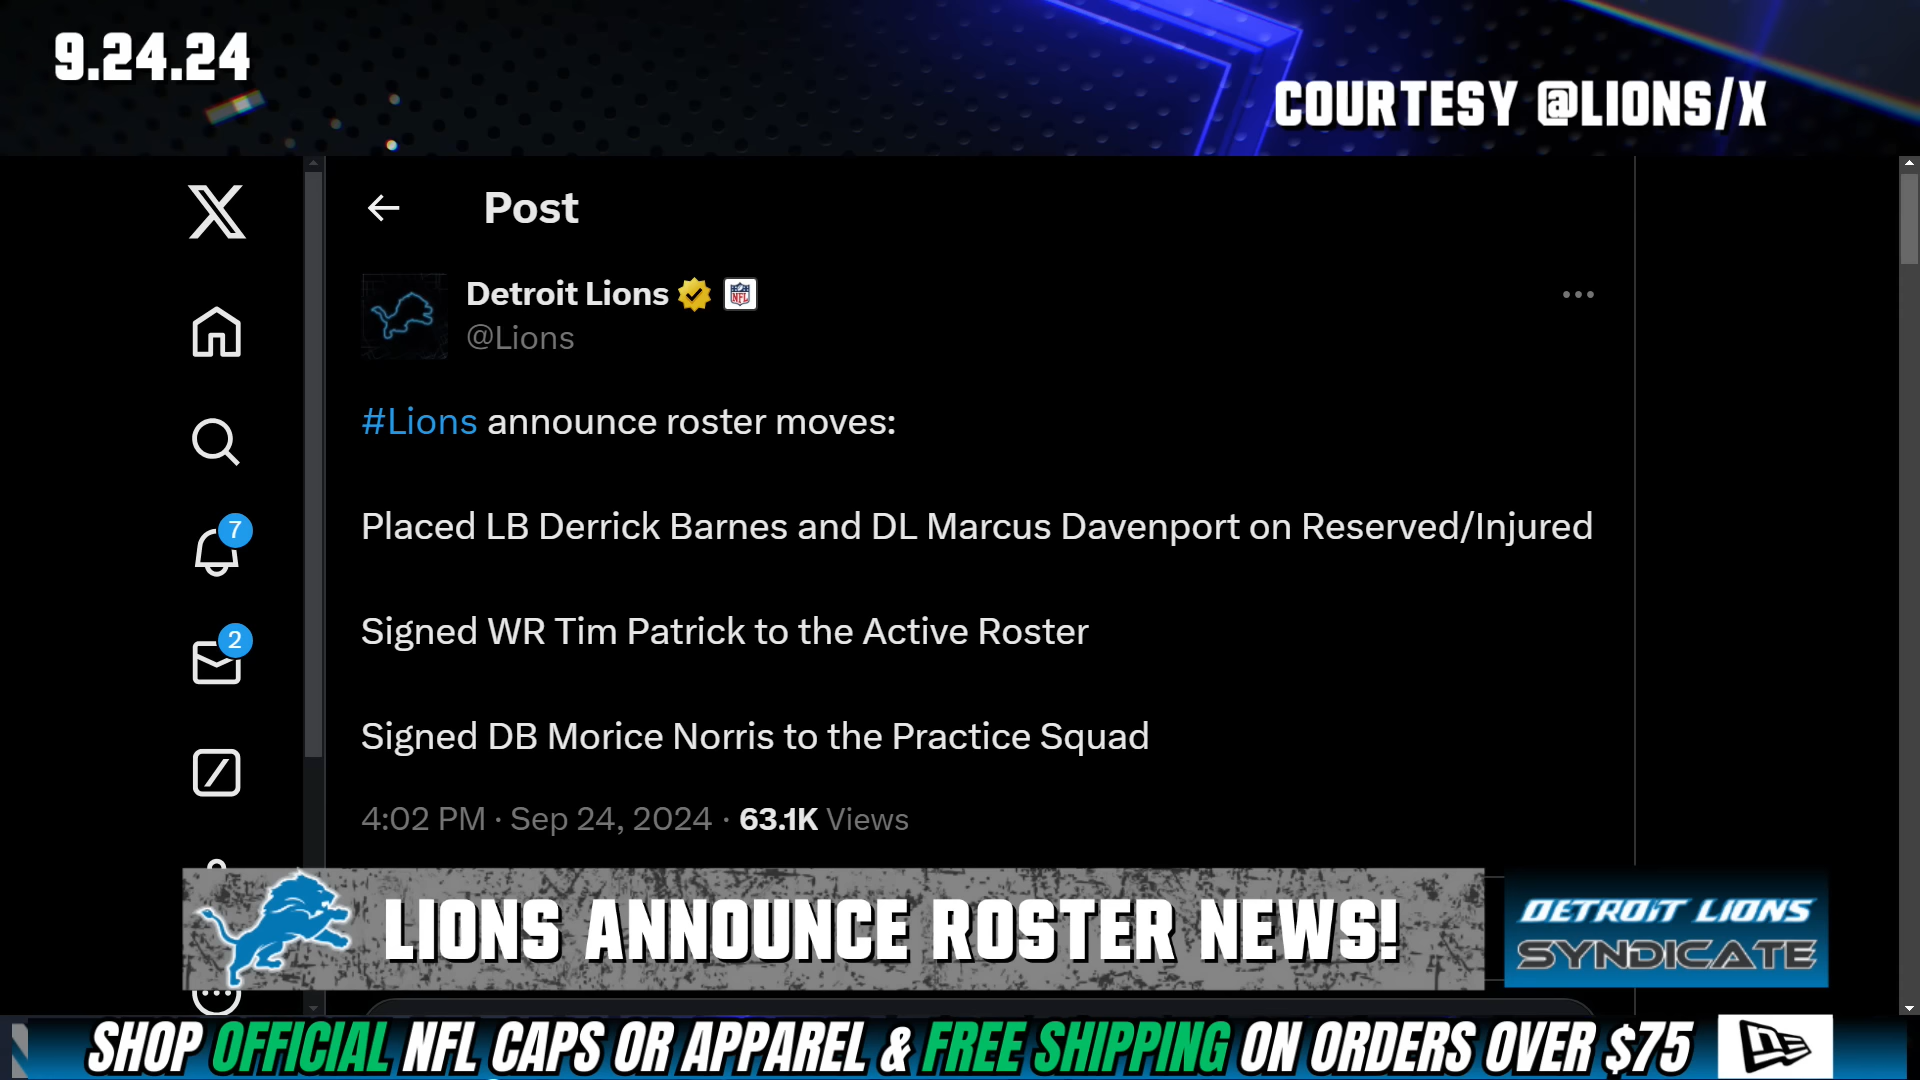 9.24.24
COURTESY @LIONS/X
Post
Detroit Lions
NFL
@Lions
#Lions announce roster moves:
7
Placed LB Derrick Barnes and DL Marcus Davenport on Reserved/Injured
2
Signed WR Tim Patrick to the Active Roster
Signed DB Morice Norris to the Practice Squad
4:02 PM · Sep 24, 2024 · 63.1K Views
LIONS ANNOUNCE ROSTER NEWS!
DETROIT LIONS
SYNDICATE
SHOP OFFICIAL NFL CAPS OR APPAREL & FREE SHIPPING ON ORDERS OVER $75